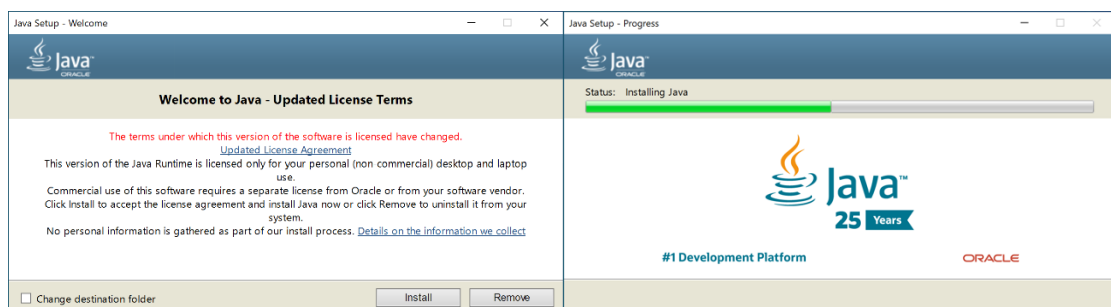 Java Setup - Welcome
Java™
ORACLE
Welcome to Java - Updated License Terms
The terms under which this version of the software is licensed have changed.
Updated License Agreement
This version of the Java Runtime is licensed only for your personal (non commercial) desktop and laptop
use.
Commercial use of this software requires a separate license from Oracle or from your software vendor.
Click Install to accept the license agreement and install Java now or click Remove to uninstall it from your
system.
No personal information is gathered as part of our install process. Details on the information we collect
Change destination folder
Install
Remove
Java Setup - Progress
Java™
ORACLE
Status: Installing Java
Java™
25 Years
#1 Development Platform
ORACLE